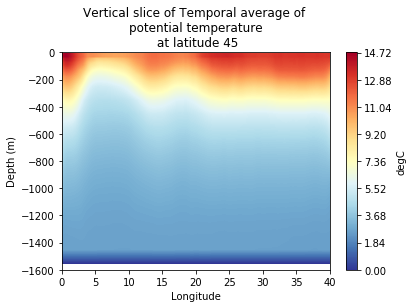 Vertical slice of Temporal average of
potential temperature
at latitude 45
0
−200
−400
−600
−800
−1000
−1200
−1400
−1600
Depth (m)
0 5 10 15 20 25 30 35 40
Longitude
14.72
12.88
11.04
9.20
7.36
5.52
3.68
1.84
0.00
degC